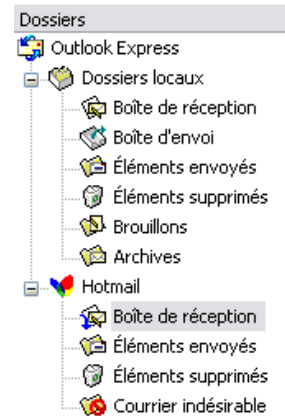 Dossiers
Outlook Express
Dossiers locaux
Boîte de réception
Boîte d'envoi
Éléments envoyés
Éléments supprimés
Brouillons
Archives
Hotmail
Boîte de réception
Éléments envoyés
Éléments supprimés
Courrier indésirable